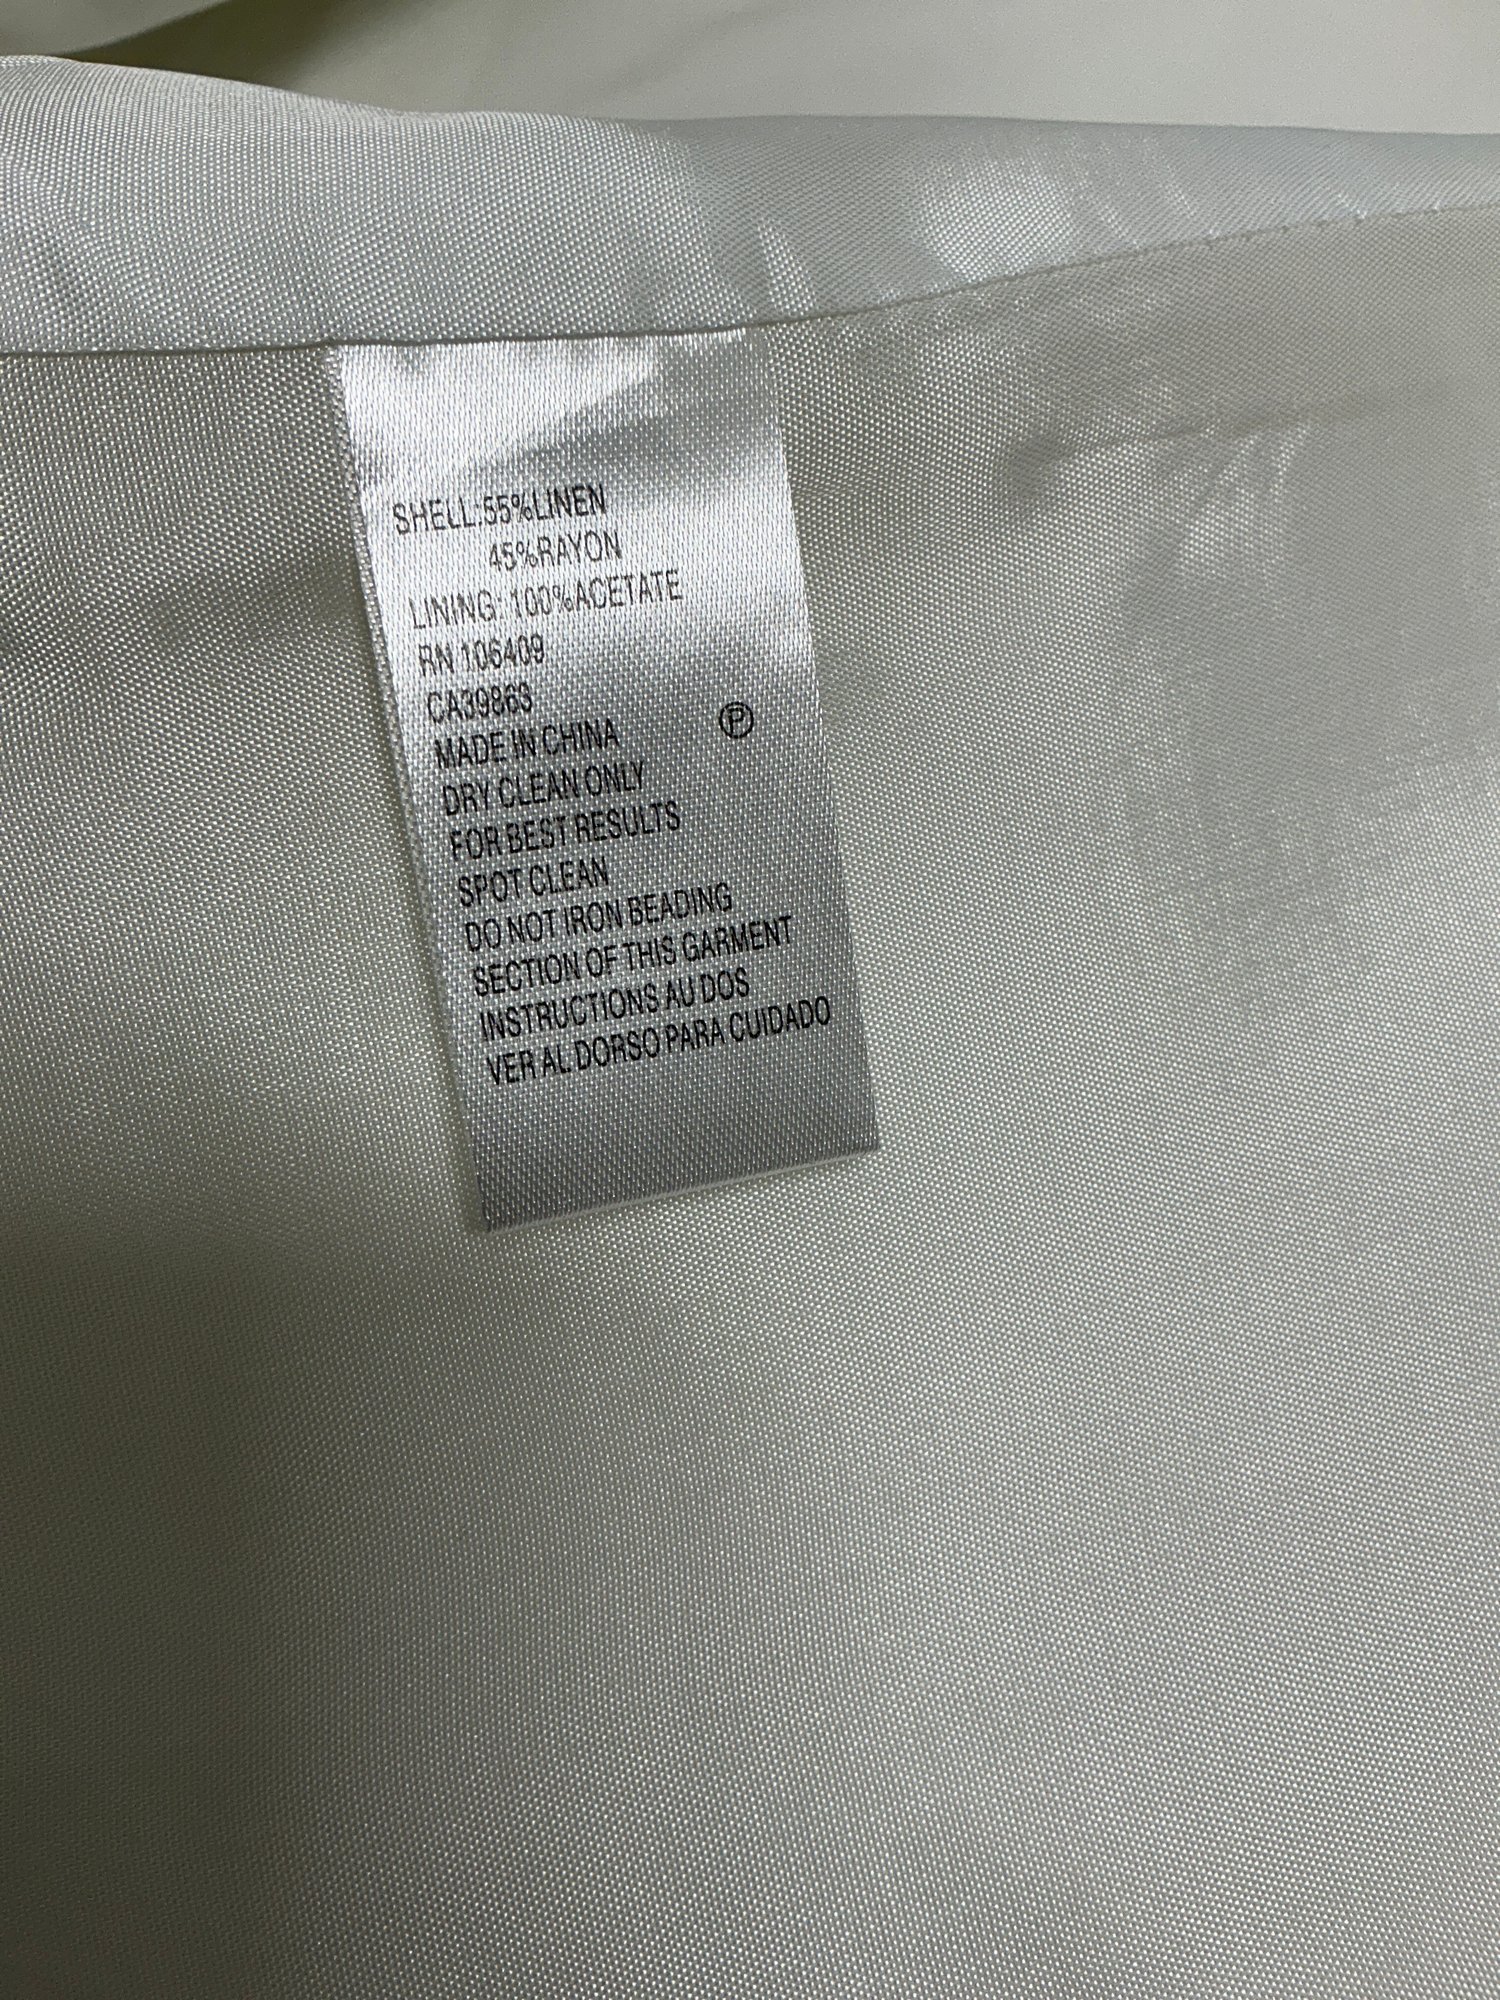 SHELL:55%LINEN
45%RAYON
LINING: 100%ACETATE
RN 106409
CA39863
MADE IN CHINA
P
DRY CLEAN ONLY
FOR BEST RESULTS
SPOT CLEAN
DO NOT IRON BEADING
SECTION OF THIS GARMENT
INSTRUCTIONS AU DOS
VER AL DORSO PARA CUIDADO